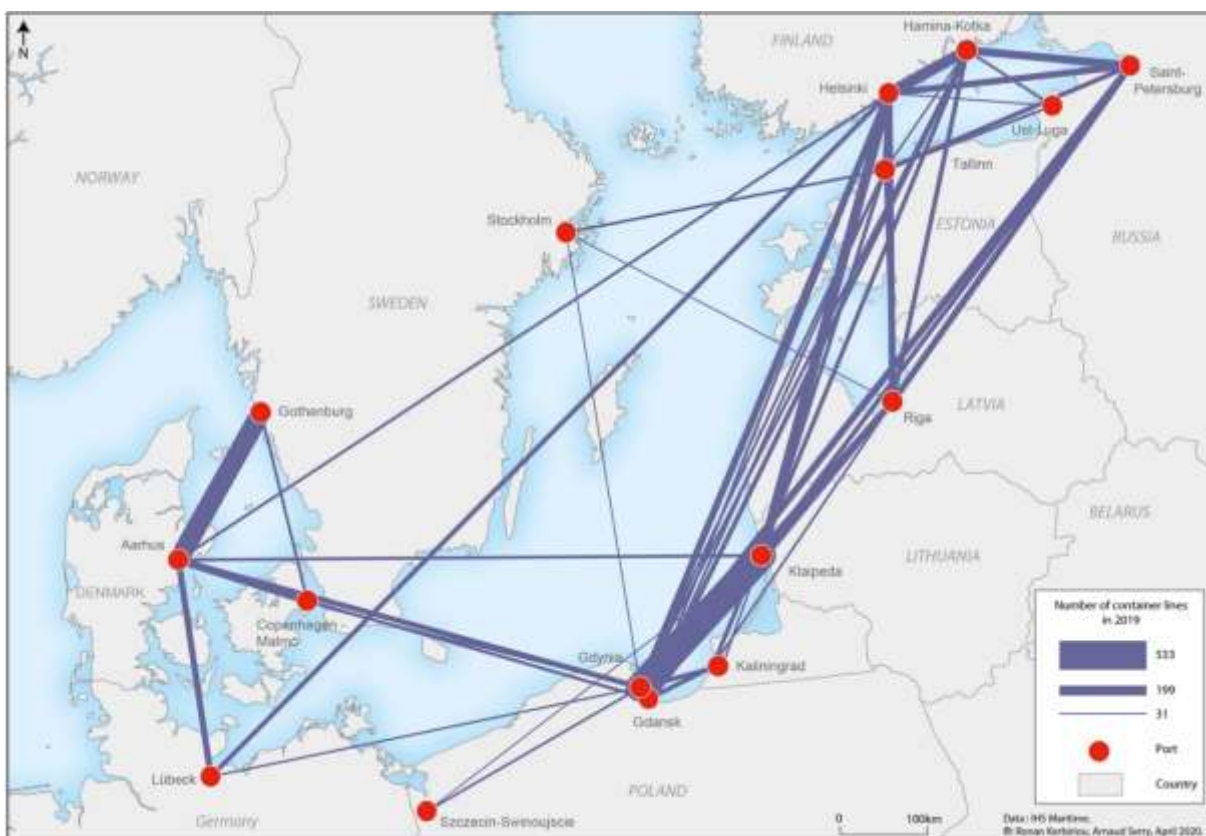 N
Hamina-Kotka
FINLAND
Saint-
Petersburg
Helsinki
Ust-Luga
Tallinn
NORWAY
Stockholm
ESTONIA
RUSSIA
SWEDEN
Gothenburg
Riga
LATVIA
BELARUS
Aarhus
Klaipeda
LITHUANIA
DENMARK
Copenhagen -
Malmö
Number of container lines
in 2019
533
199
31
Port
Country
Gdynia
Kaliningrad
Gdansk
Lübeck
POLAND
Germany
Szczecin-Swinoujscie
0 100km
Data: IHS Maritime.
© Ronan Kerbiriou, Arnaud Serry, April 2020.